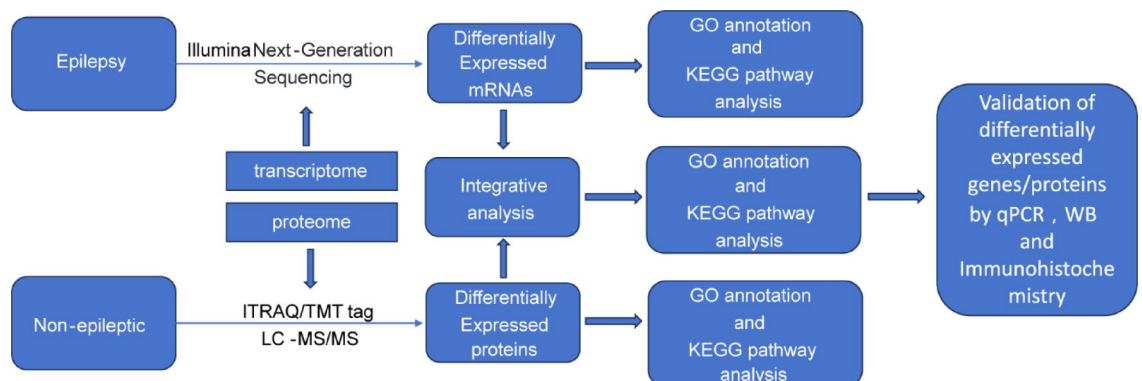 Epilepsy
Illumina Next-Generation
Sequencing
Differentially
Expressed
mRNAs
GO annotation
and
KEGG pathway
analysis
transcriptome
proteome
Integrative
analysis
GO annotation
and
KEGG pathway
analysis
Validation of
differentially
expressed
genes/proteins
by qPCR , WB
and
Immunohistoche
mistry
Non-epileptic
ITRAQ/TMT tag
LC -MS/MS
Differentially
Expressed
proteins
GO annotation
and
KEGG pathway
analysis